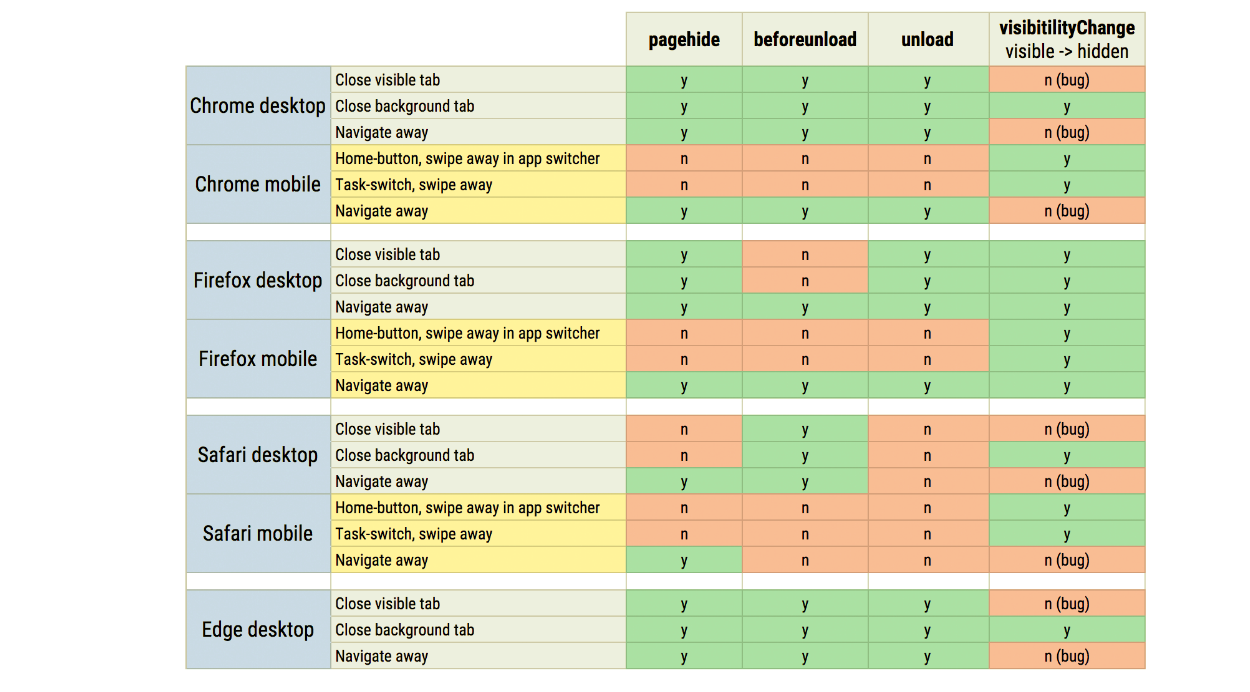 pagehide beforeunload unload visibitilityChange
visible -> hidden
Chrome desktop
Close visible tab y y y n (bug)
Close background tab y y y y
Navigate away y y y n (bug)
Chrome mobile
Home-button, swipe away in app switcher n n n y
Task-switch, swipe away n n n y
Navigate away y y y n (bug)
Firefox desktop
Close visible tab y n y y
Close background tab y n y y
Navigate away y y y y
Firefox mobile
Home-button, swipe away in app switcher n n n y
Task-switch, swipe away n n n y
Navigate away y y y y
Safari desktop
Close visible tab n y n n (bug)
Close background tab n y n y
Navigate away y y n n (bug)
Safari mobile
Home-button, swipe away in app switcher n n n y
Task-switch, swipe away n n n y
Navigate away y n n n (bug)
Edge desktop
Close visible tab y y y n (bug)
Close background tab y y y y
Navigate away y y y n (bug)